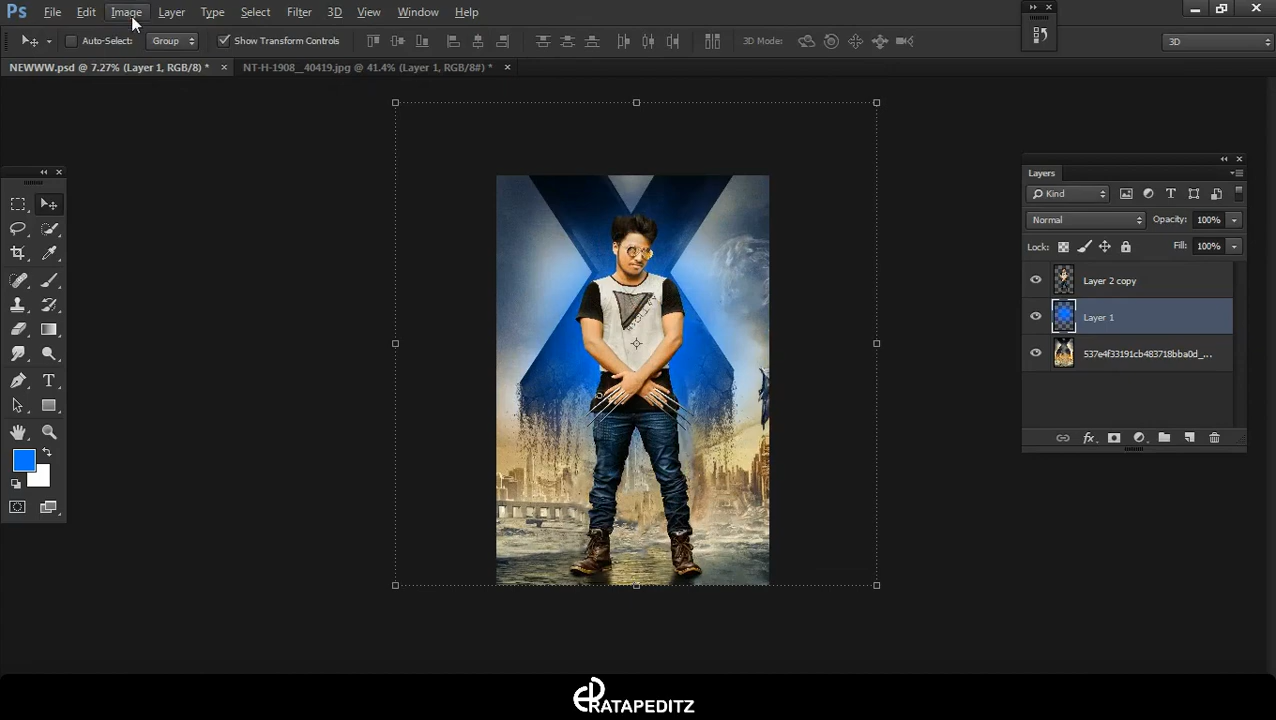 Ps File Edit Image Layer Type Select Filter 3D View Window Help
Auto-Select: Group Show Transform Controls 3D Mode: 3D
NEWWW.psd @ 7.27% (Layer 1, RGB/8) * NT-H-1908__40419.jpg @ 41.4% (Layer 1, RGB/8#) *
Layers
Kind
Normal Opacity: 100%
Lock: Fill: 100%
Layer 2 copy
Layer 1
537e4f33191cb483718bba0d_...
RATAPEDITZ